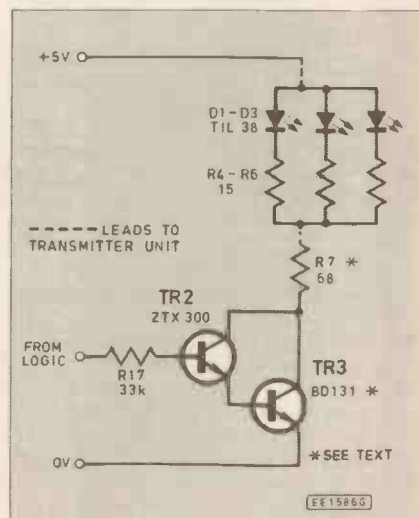 +5V
D1-D3
TIL 38
R4-R6
15
LEADS TO
TRANSMITTER UNIT
R7 *
68
TR2
ZTX 300
FROM
LOGIC
R17
33k
TR3
BD131 *
0V
*SEE TEXT
EE1586G